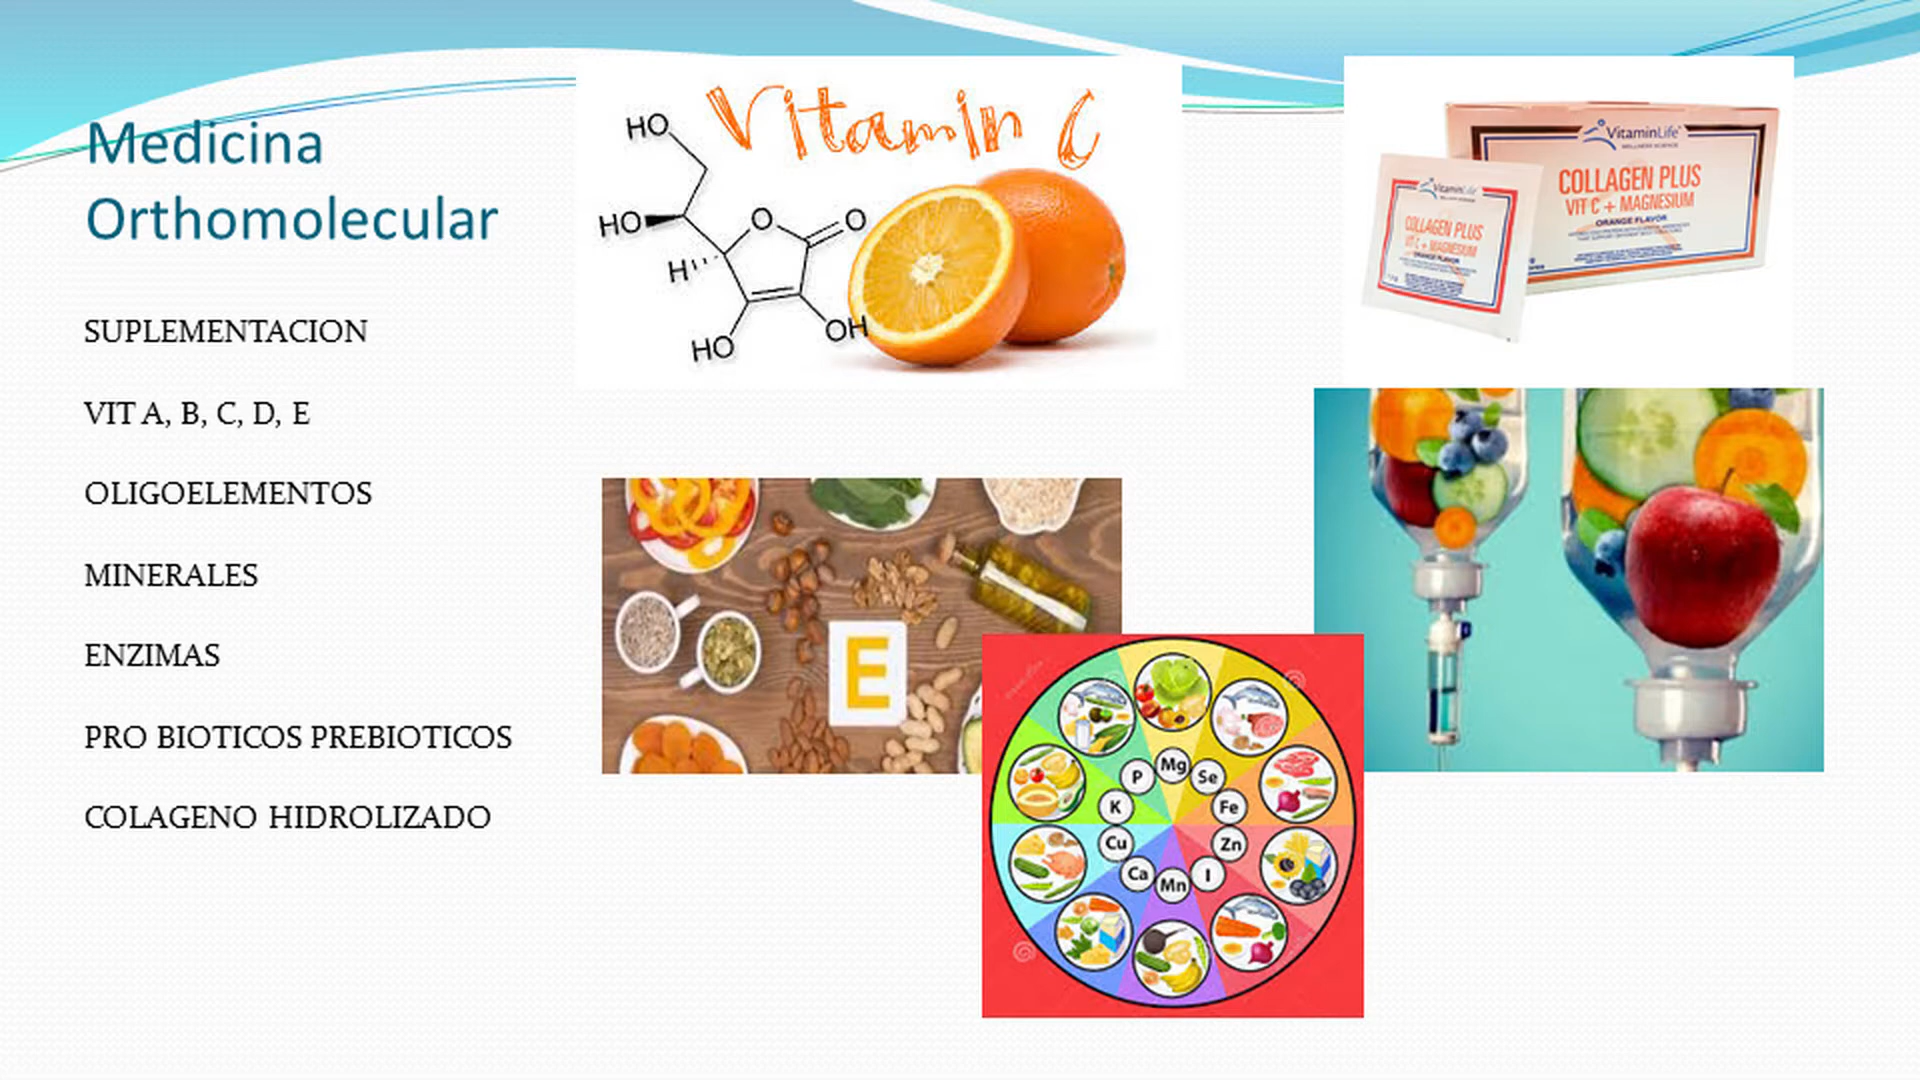 Medicina
Orthomolecular
SUPLEMENTACION
VIT A, B, C, D, E
OLIGOELEMENTOS
MINERALES
ENZIMAS
PRO BIOTICOS PREBIOTICOS
COLAGENO HIDROLIZADO
Vitamin C
HO
HO
O
O
H
HO
OH
VitaminLife
WELLNESS SCIENCE
COLLAGEN PLUS
VIT C + MAGNESIUM
ORANGE FLAVOR
VitaminLife
COLLAGEN PLUS
VIT C + MAGNESIUM
ORANGE FLAVOR
E
Mg
P
Se
K
Fe
Cu
Zn
Ca
I
Mn